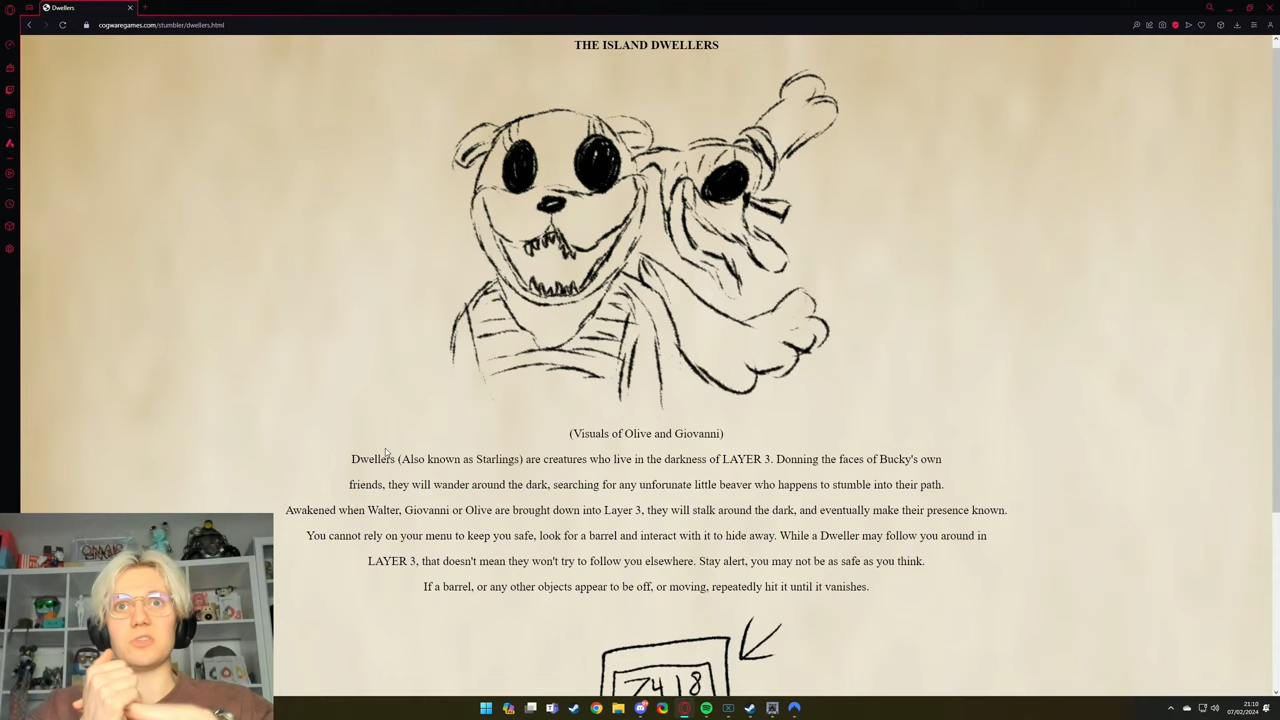 Dwellers
cogwaregames.com/stumbler/dwellers.html
THE ISLAND DWELLERS
(Visuals of Olive and Giovanni)
Dwellers (Also known as Starlings) are creatures who live in the darkness of LAYER 3. Donning the faces of Bucky's own
friends, they will wander around the dark, searching for any unforunate little beaver who happens to stumble into their path.
Awakened when Walter, Giovanni or Olive are brought down into Layer 3, they will stalk around the dark, and eventually make their presence known.
You cannot rely on your menu to keep you safe, look for a barrel and interact with it to hide away. While a Dweller may follow you around in
LAYER 3, that doesn't mean they won't try to follow you elsewhere. Stay alert, you may not be as safe as you think.
If a barrel, or any other objects appear to be off, or moving, repeatedly hit it until it vanishes.
7418
21:10
07/02/2024